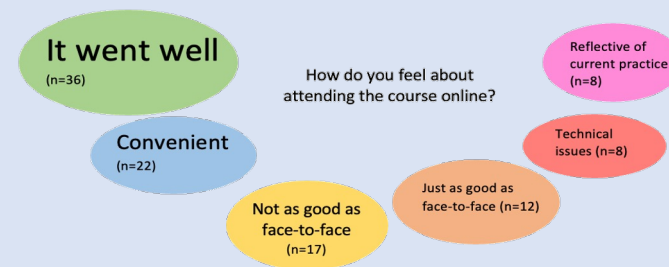 It went well
(n=36)
How do you feel about
attending the course online?
Reflective of
current practice
(n=8)
Convenient
(n=22)
Technical
issues (n=8)
Not as good as
face-to-face
(n=17)
Just as good as
face-to-face (n=12)